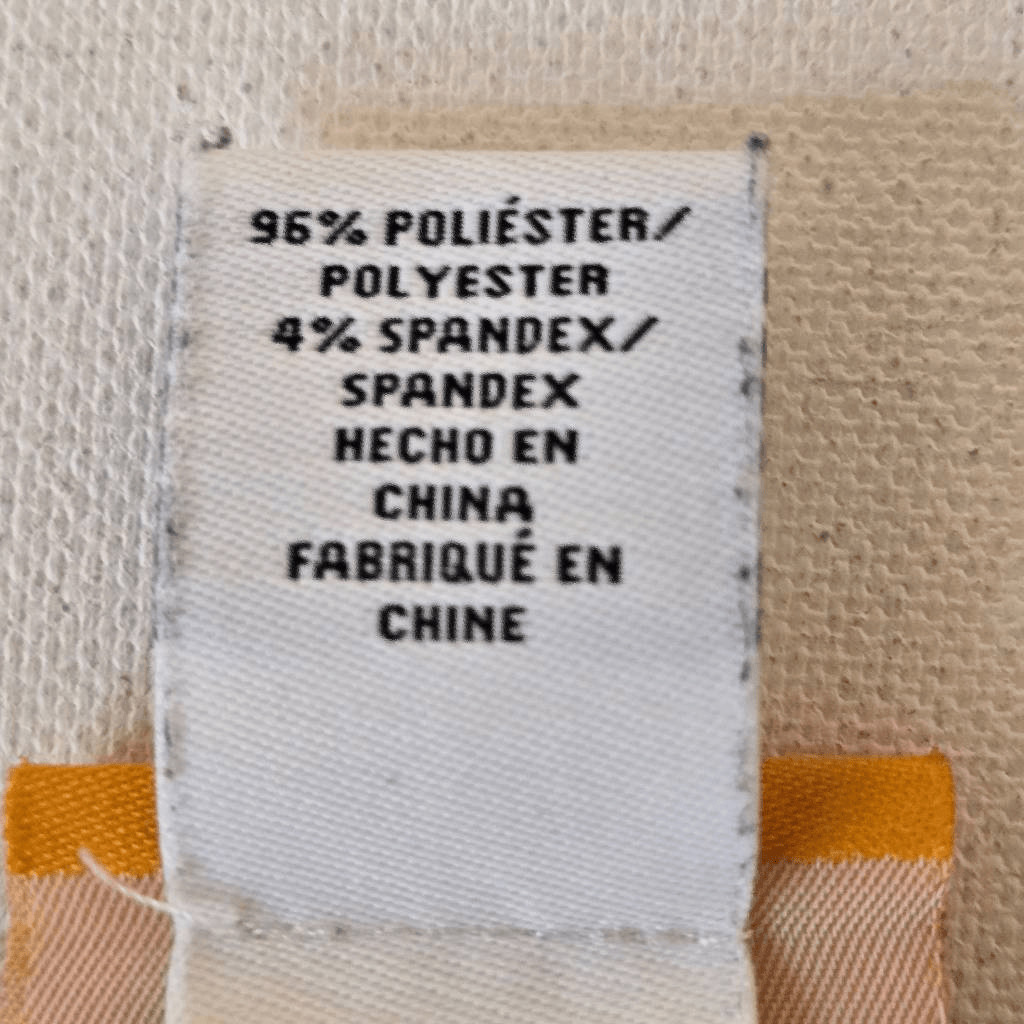 96% POLIÉSTER/
POLYESTER
4% SPANDEX/
SPANDEX
HECHO EN
CHINA
FABRIQUÉ EN
CHINE